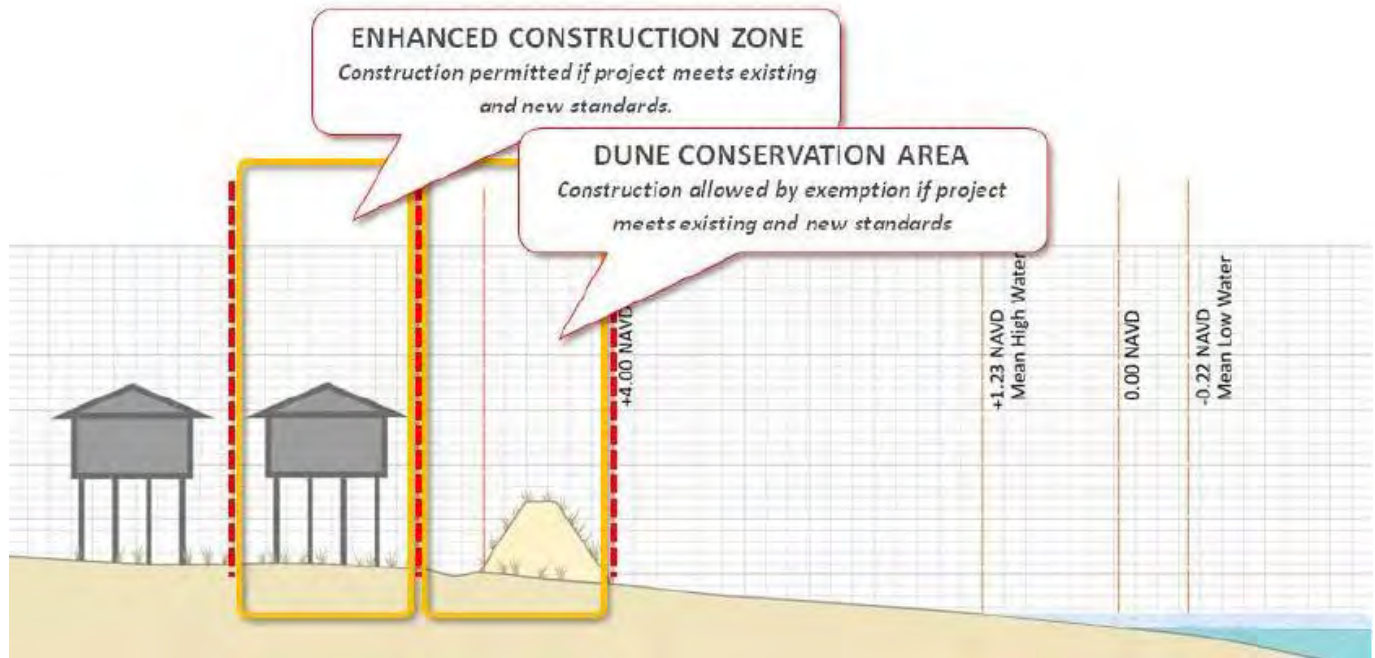 ENHANCED CONSTRUCTION ZONE
Construction permitted if project meets existing
and new standards.
DUNE CONSERVATION AREA
Construction allowed by exemption if project
meets existing and new standards
+4.00 NAVD
+1.23 NAVD
Mean High Water
0.00 NAVD
-0.22 NAVD
Mean Low Water